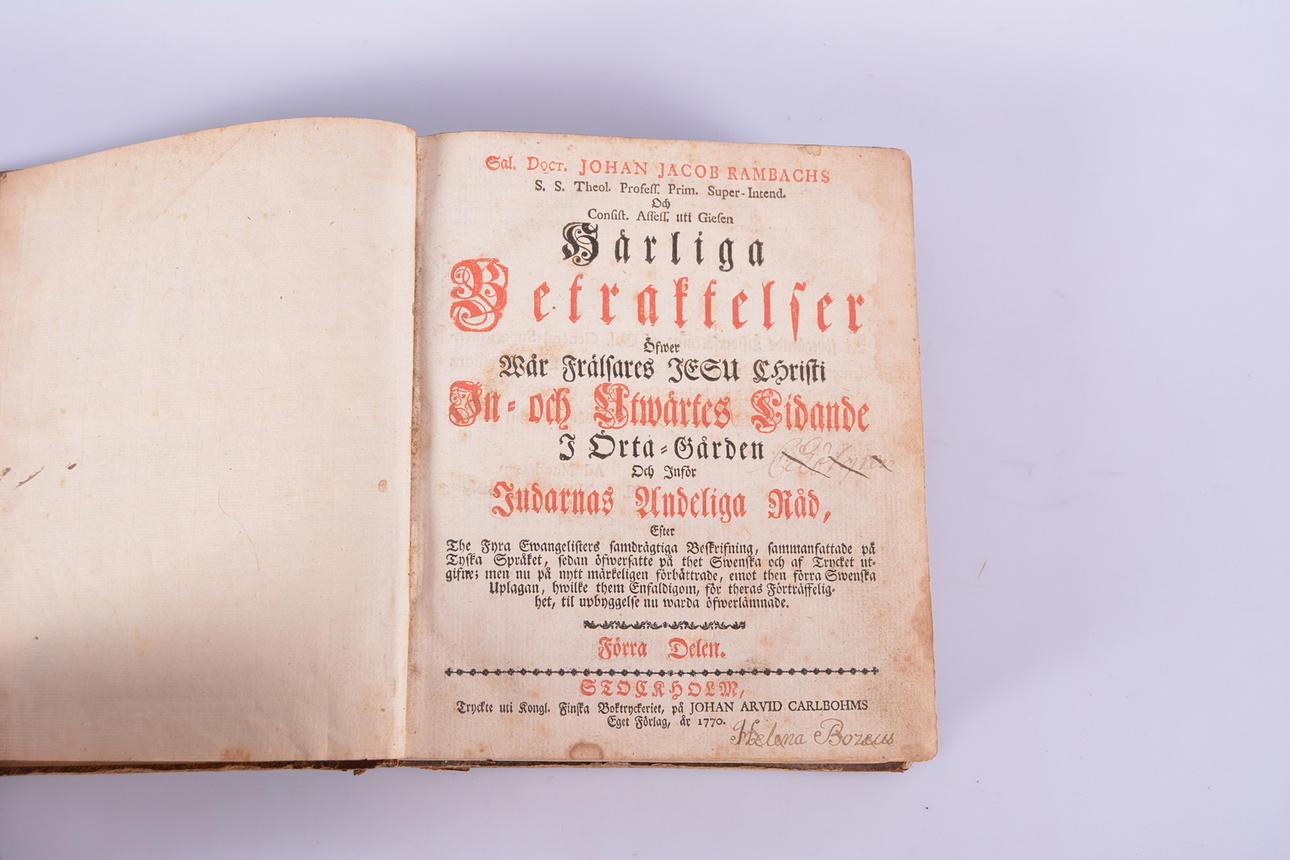 Sal. Doct. JOHAN JACOB RAMBACHS
S. S. Theol. Profess. Prim. Super-Intend.
Och
Consist. Assess. uti Giesen
Härliga
Betraktelser
Öfwer
Wår Frälsares JESU CHristi
In- och Utwärtes Lidande
I Örta-Gården
Och Inför
Judarnas Andeliga Råd,
Efter
The Fyra Ewangelisters samdrägtiga Beskrifning, sammanfattade på
Tyska Språket, sedan öfwersatte på thet Swenska och af Trycket ut-
gifne; men nu på nytt märkeligen förbättrade, emot then förra Swenska
Uplagan, hwilke them Enfaldigom, för theras Förträffelig-
het, til upbyggelse nu warda öfwerlämnade.
Förra Delen.
STOCKHOLM,
Tryckte uti Kongl. Finska Boktryckeriet, på JOHAN ARVID CARLBOHMS
Eget Förlag, år 1770.
Helena Bozeus